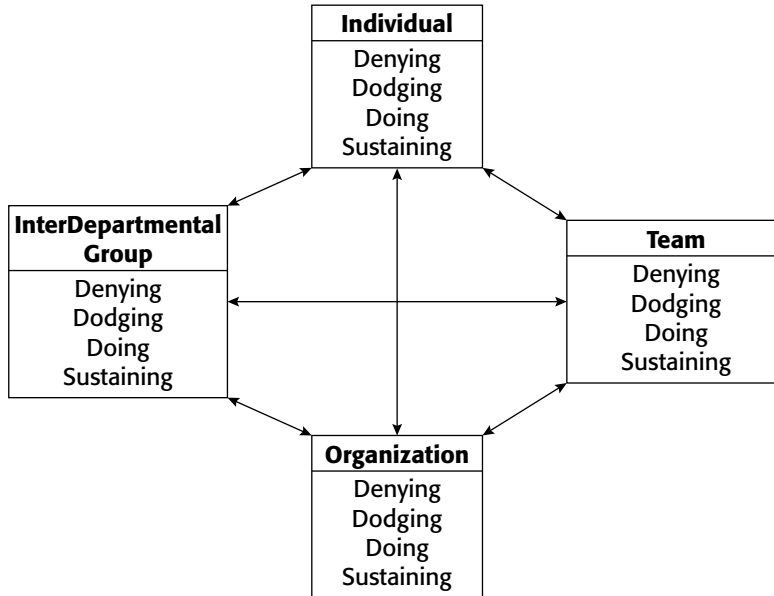 Individual
Denying
Dodging
Doing
Sustaining
InterDepartmental
Group
Denying
Dodging
Doing
Sustaining
Team
Denying
Dodging
Doing
Sustaining
Organization
Denying
Dodging
Doing
Sustaining